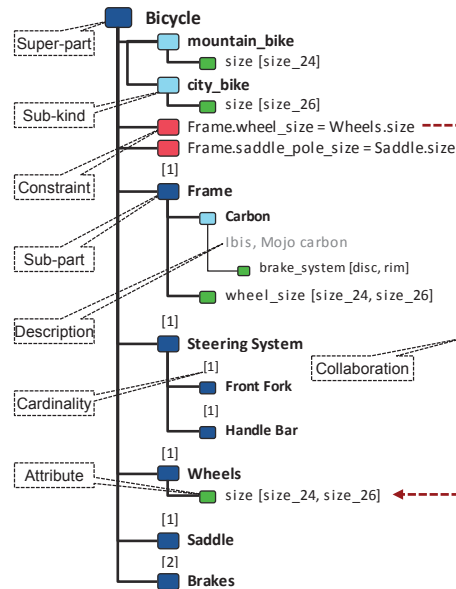 Bicycle
Super-part
mountain_bike
size [size_24]
city_bike
Sub-kind
size [size_26]
Frame.wheel_size = Wheels.size
Frame.saddle_pole_size = Saddle.size
[1]
Constraint
Frame
Carbon
Sub-part
Ibis, Mojo carbon
brake_system [disc, rim]
wheel_size [size_24, size_26]
Description
[1]
Steering System
[1]
Collaboration
Front Fork
Cardinality
[1]
Handle Bar
[1]
Wheels
Attribute
size [size_24, size_26]
[1]
Saddle
[2]
Brakes